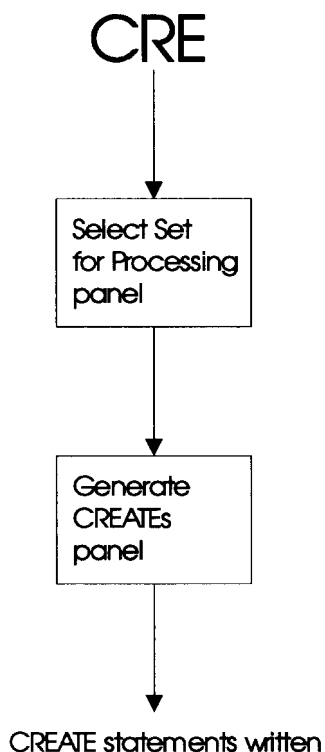 CRE
Select Set
for Processing
panel
Generate
CREATEs
panel
CREATE statements written